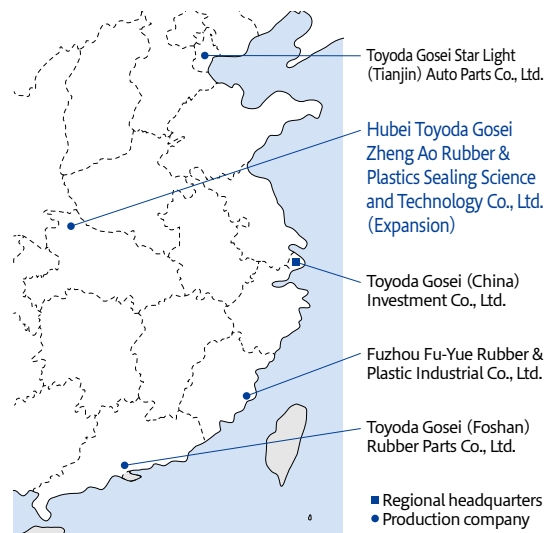 Toyoda Gosei Star Light
(Tianjin) Auto Parts Co., Ltd.
Hubei Toyoda Gosei
Zheng Ao Rubber &
Plastics Sealing Science
and Technology Co., Ltd.
(Expansion)
Toyoda Gosei (China)
Investment Co., Ltd.
Fuzhou Fu-Yue Rubber &
Plastic Industrial Co., Ltd.
Toyoda Gosei (Foshan)
Rubber Parts Co., Ltd.
■ Regional headquarters
● Production company